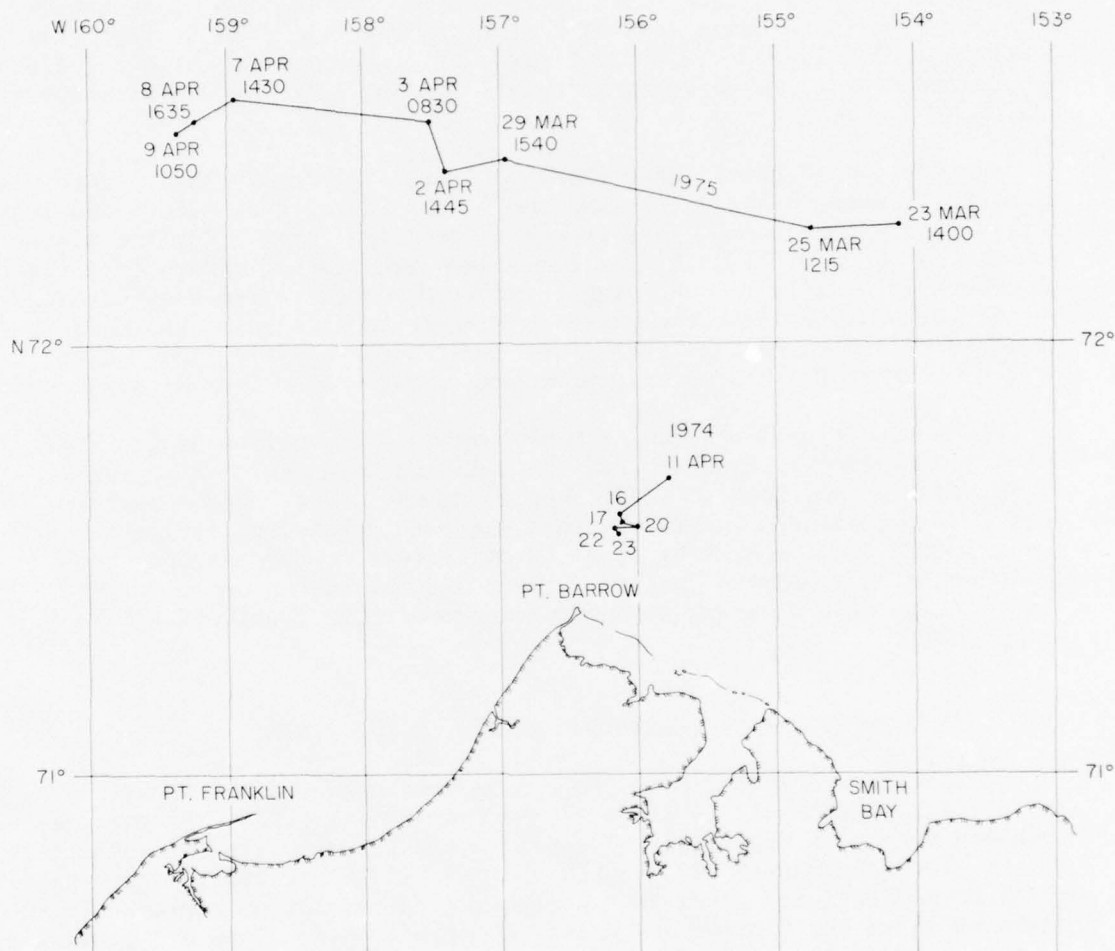 W 160° 159° 158° 157° 156° 155° 154° 153°
7 APR
1430
8 APR
1635
9 APR
1050
3 APR
0830
29 MAR
1540
2 APR
1445
1975
23 MAR
1400
25 MAR
1215
N 72° 72°
1974
11 APR
16
17
20
22 23
PT. BARROW
71° 71°
PT. FRANKLIN
SMITH
BAY